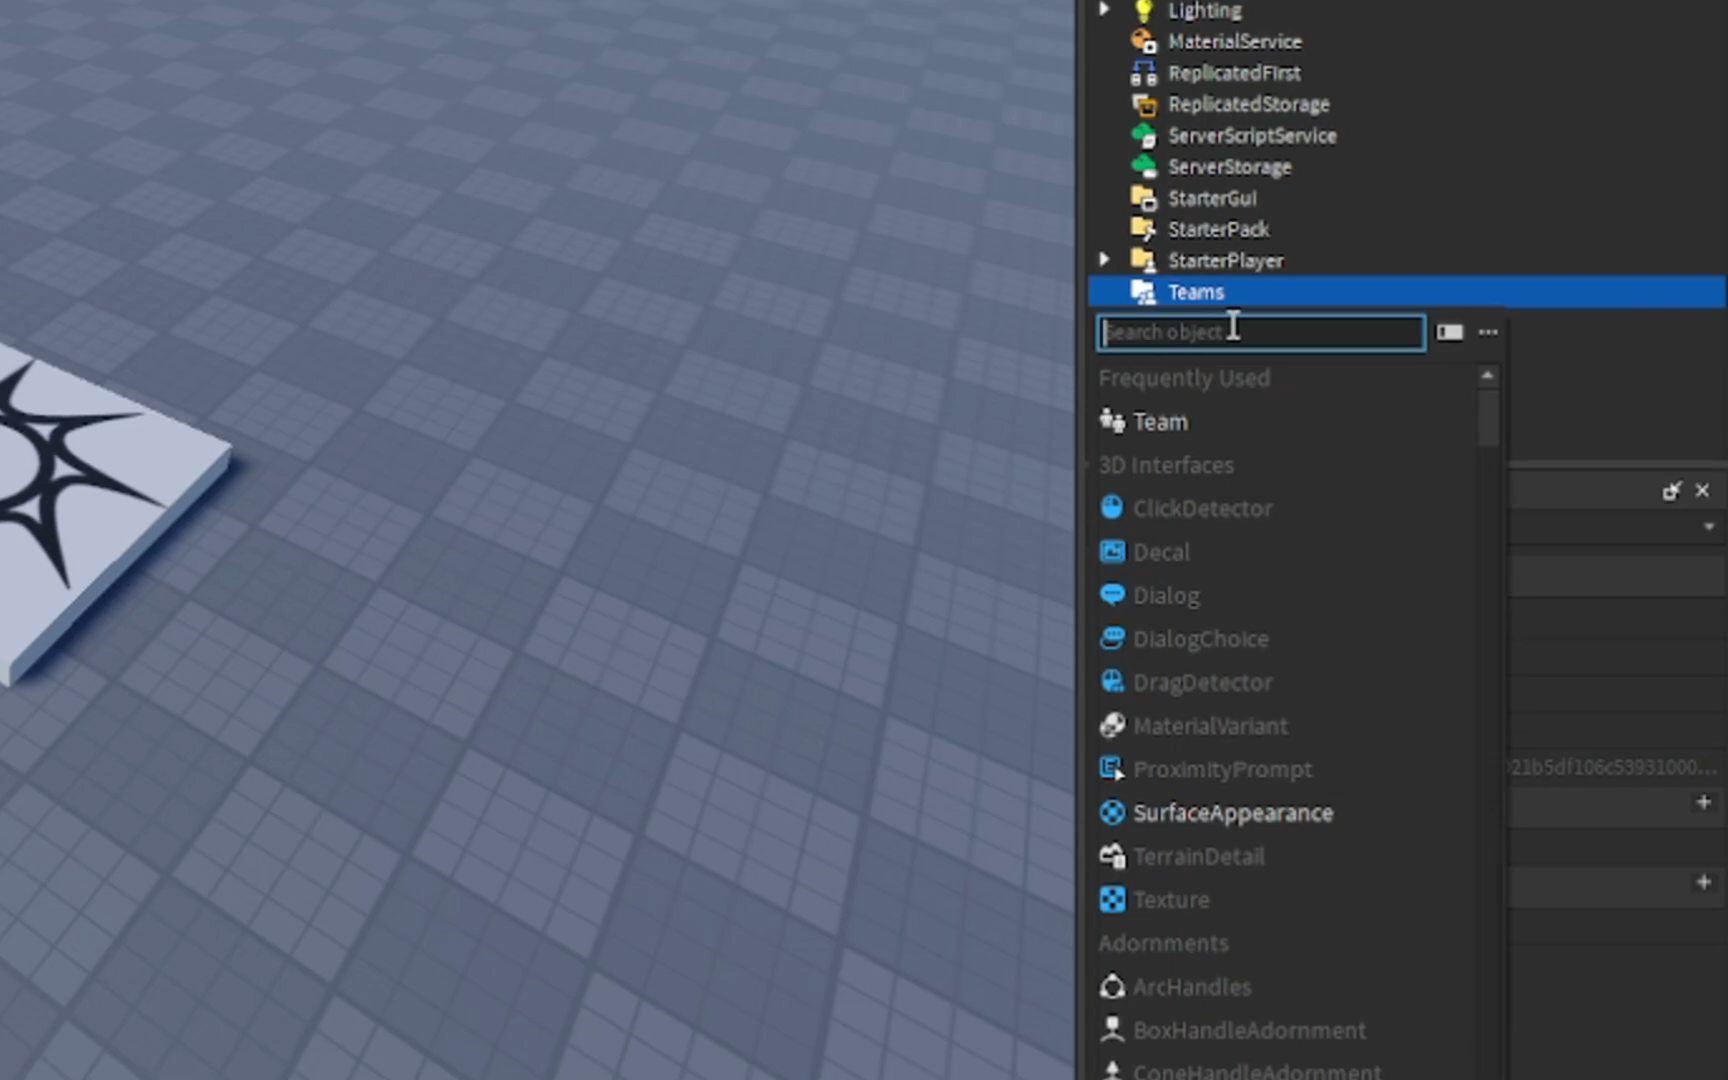 Lighting
MaterialService
ReplicatedFirst
ReplicatedStorage
ServerScriptService
ServerStorage
StarterGui
StarterPack
StarterPlayer
Teams
Search object
Frequently Used
Team
3D Interfaces
ClickDetector
Decal
Dialog
DialogChoice
DragDetector
MaterialVariant
ProximityPrompt
021b5df106c53931000...
SurfaceAppearance
TerrainDetail
Texture
Adornments
ArcHandles
BoxHandleAdornment
ConeHandleAdornment